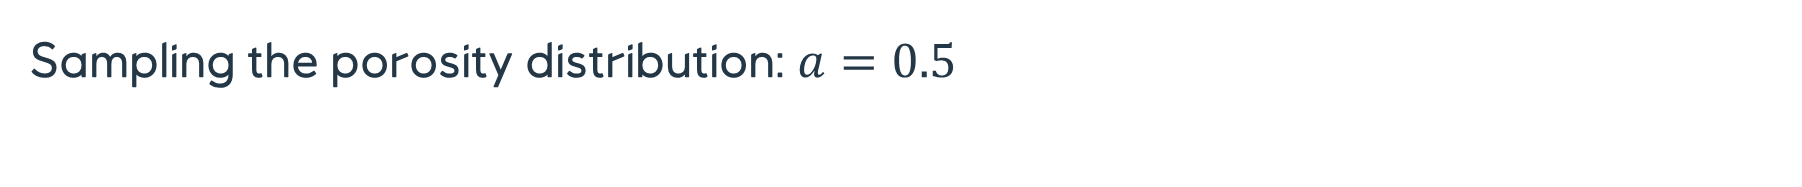 Sampling the porosity distribution: 𝑎 = 0.5